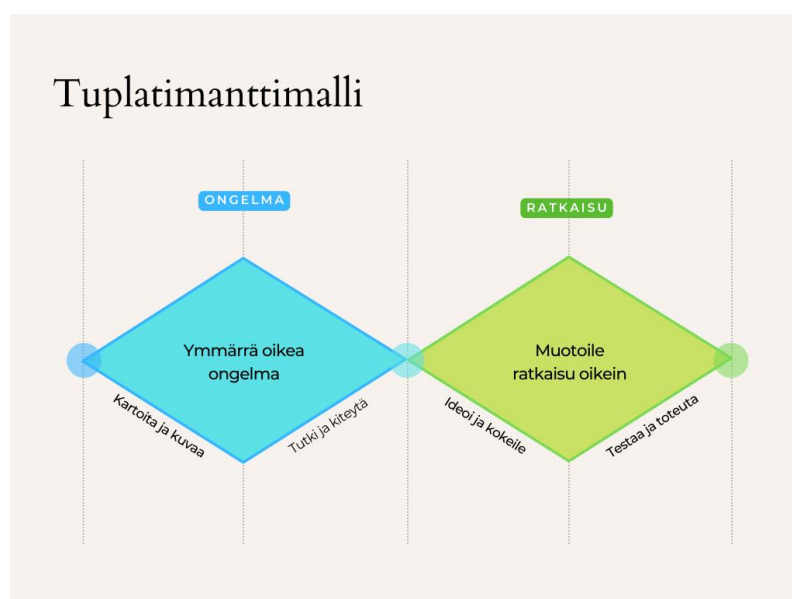 Tuplatimanttimalli
ONGELMA
RATKAISU
Ymmärrä oikea
ongelma
Muotoile
ratkaisu oikein
Kartoita ja kuvaa
Tutki ja kiteytä
Ideoi ja kokeile
Testaa ja toteuta